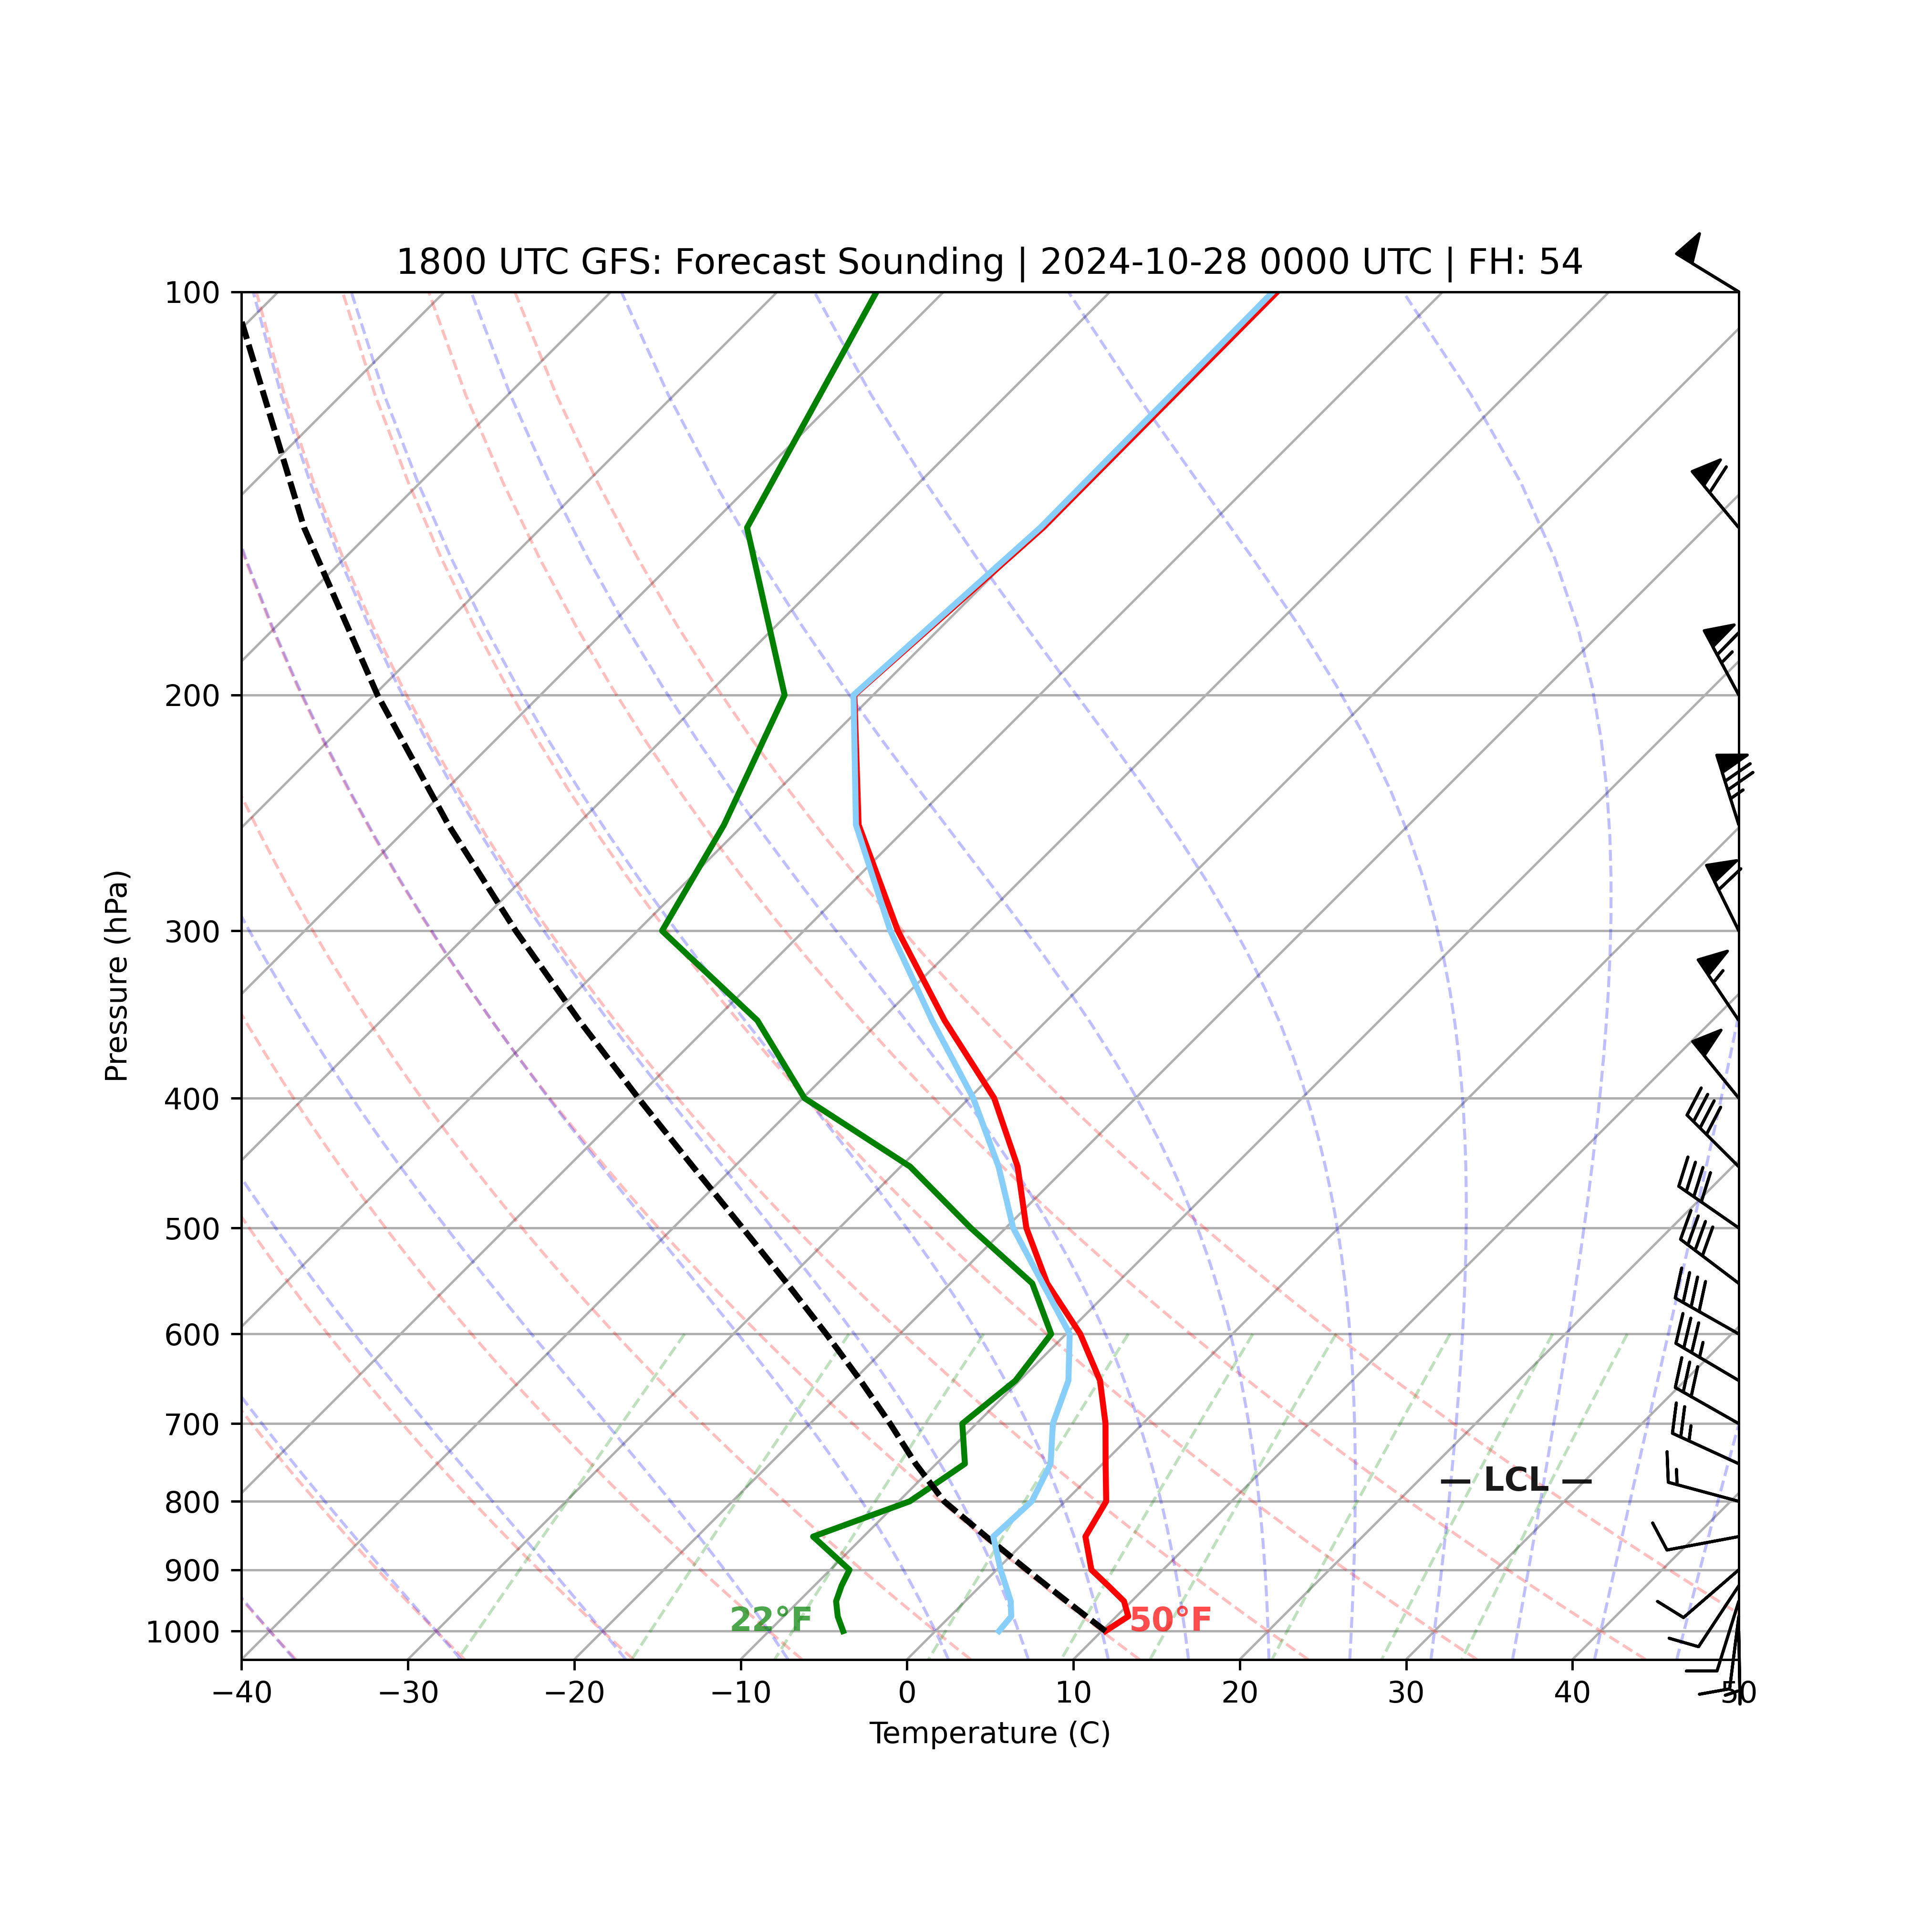 1800 UTC GFS: Forecast Sounding | 2024-10-28 0000 UTC | FH: 54
100
200
300
400
500
600
700
800
900
1000
Pressure (hPa)
— LCL —
22°F
50°F
−40 −30 −20 −10 0 10 20 30 40 50
Temperature (C)